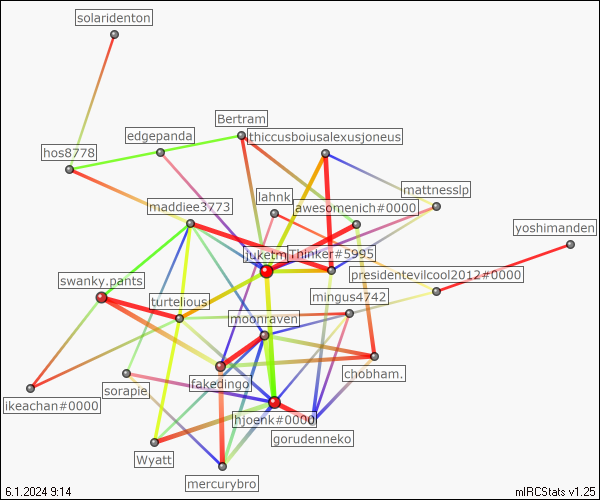 solaridenton
Bertram
edgepanda
thiccusboiusalexusjoneus
hos8778
mattnesslp
lahnk
maddiee3773
awesomenich#0000
yoshimanden
juketm
Thinker#5995
presidentevilcool2012#0000
swanky.pants
mingus4742
turtelious
moonraven
chobham.
fakedingo
sorapie
ikeachan#0000
hjoenk#0000
gorudenneko
Wyatt
mercurybro
6.1.2024 9:14
mIRCStats v1.25